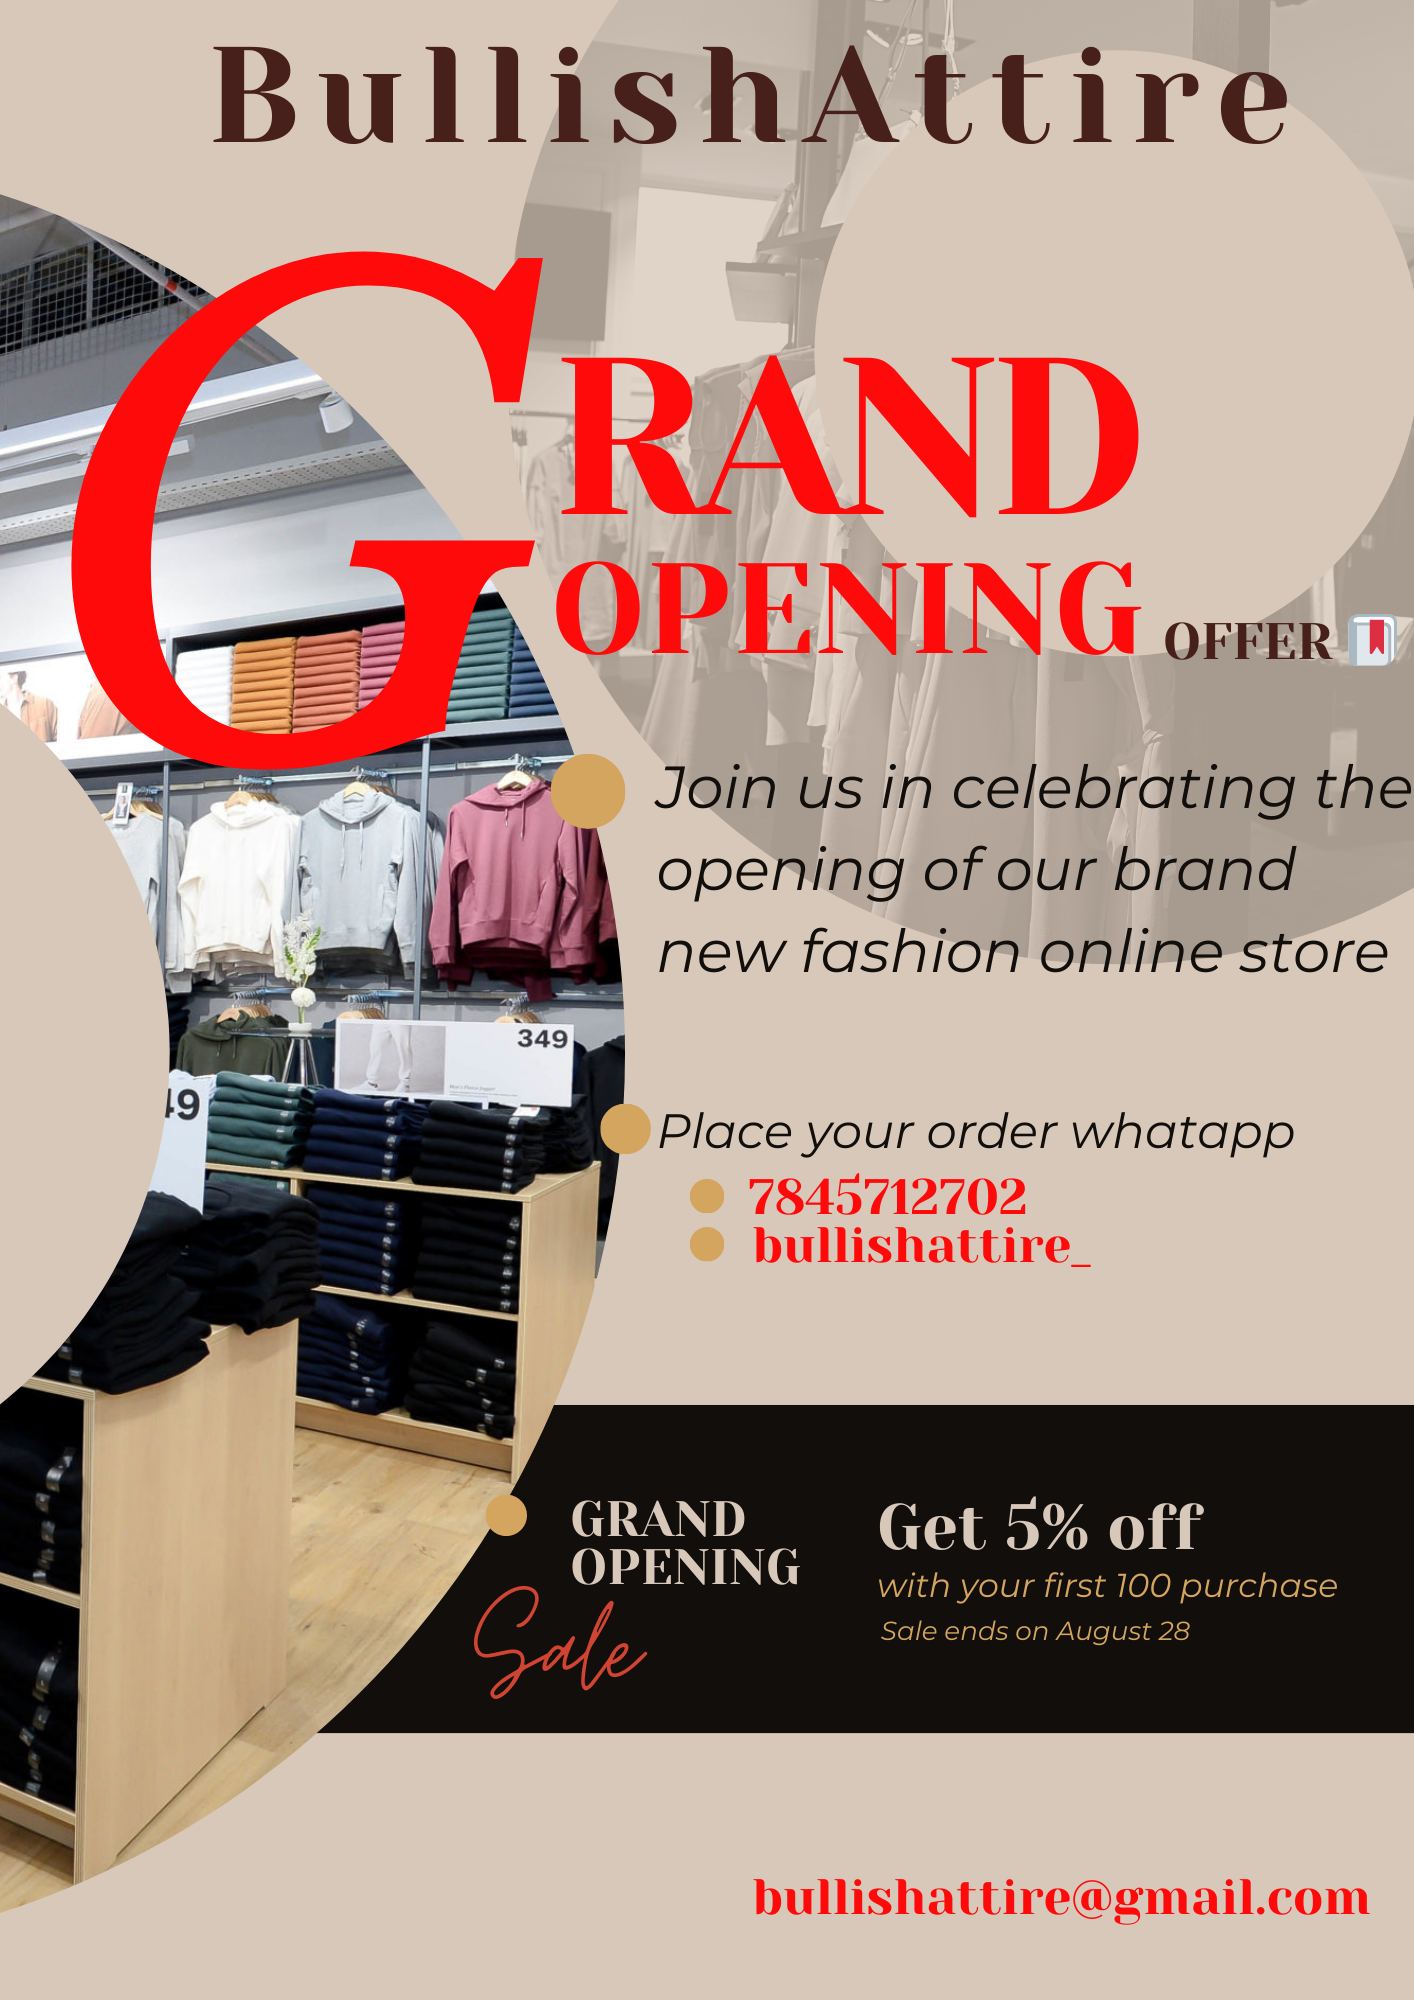 BullishAttire
GRAND
OPENING OFFER
Join us in celebrating the
opening of our brand
new fashion online store
349
49
Place your order whatapp
7845712702
bullishattire_
GRAND
OPENING
Sale
Get 5% off
with your first 100 purchase
Sale ends on August 28
bullishattire@gmail.com